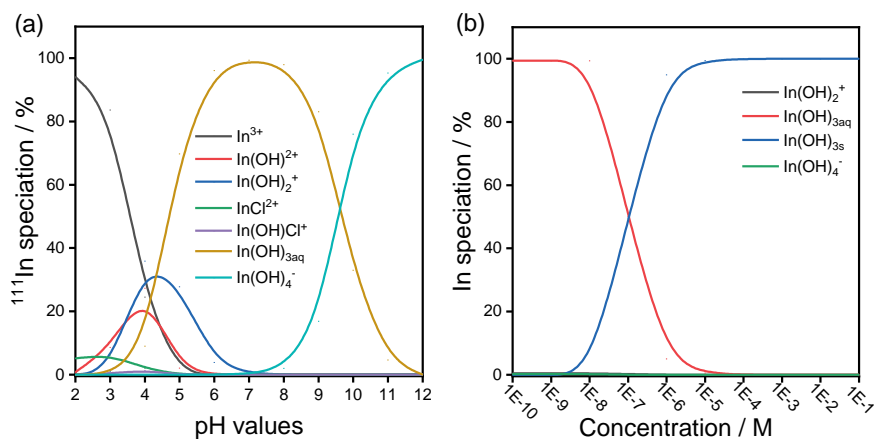 (a)
¹¹¹In speciation / %
100
80
60
40
20
0
In³⁺
In(OH)²⁺
In(OH)₂⁺
InCl²⁺
In(OH)Cl⁺
In(OH)₃aq
In(OH)₄⁻
2 3 4 5 6 7 8 9 10 11 12
pH values
(b)
In speciation / %
100
80
60
40
20
0
In(OH)₂⁺
In(OH)₃aq
In(OH)₃s
In(OH)₄⁻
1E-10 1E-9 1E-8 1E-7 1E-6 1E-5 1E-4 1E-3 1E-2 1E-1
Concentration / M